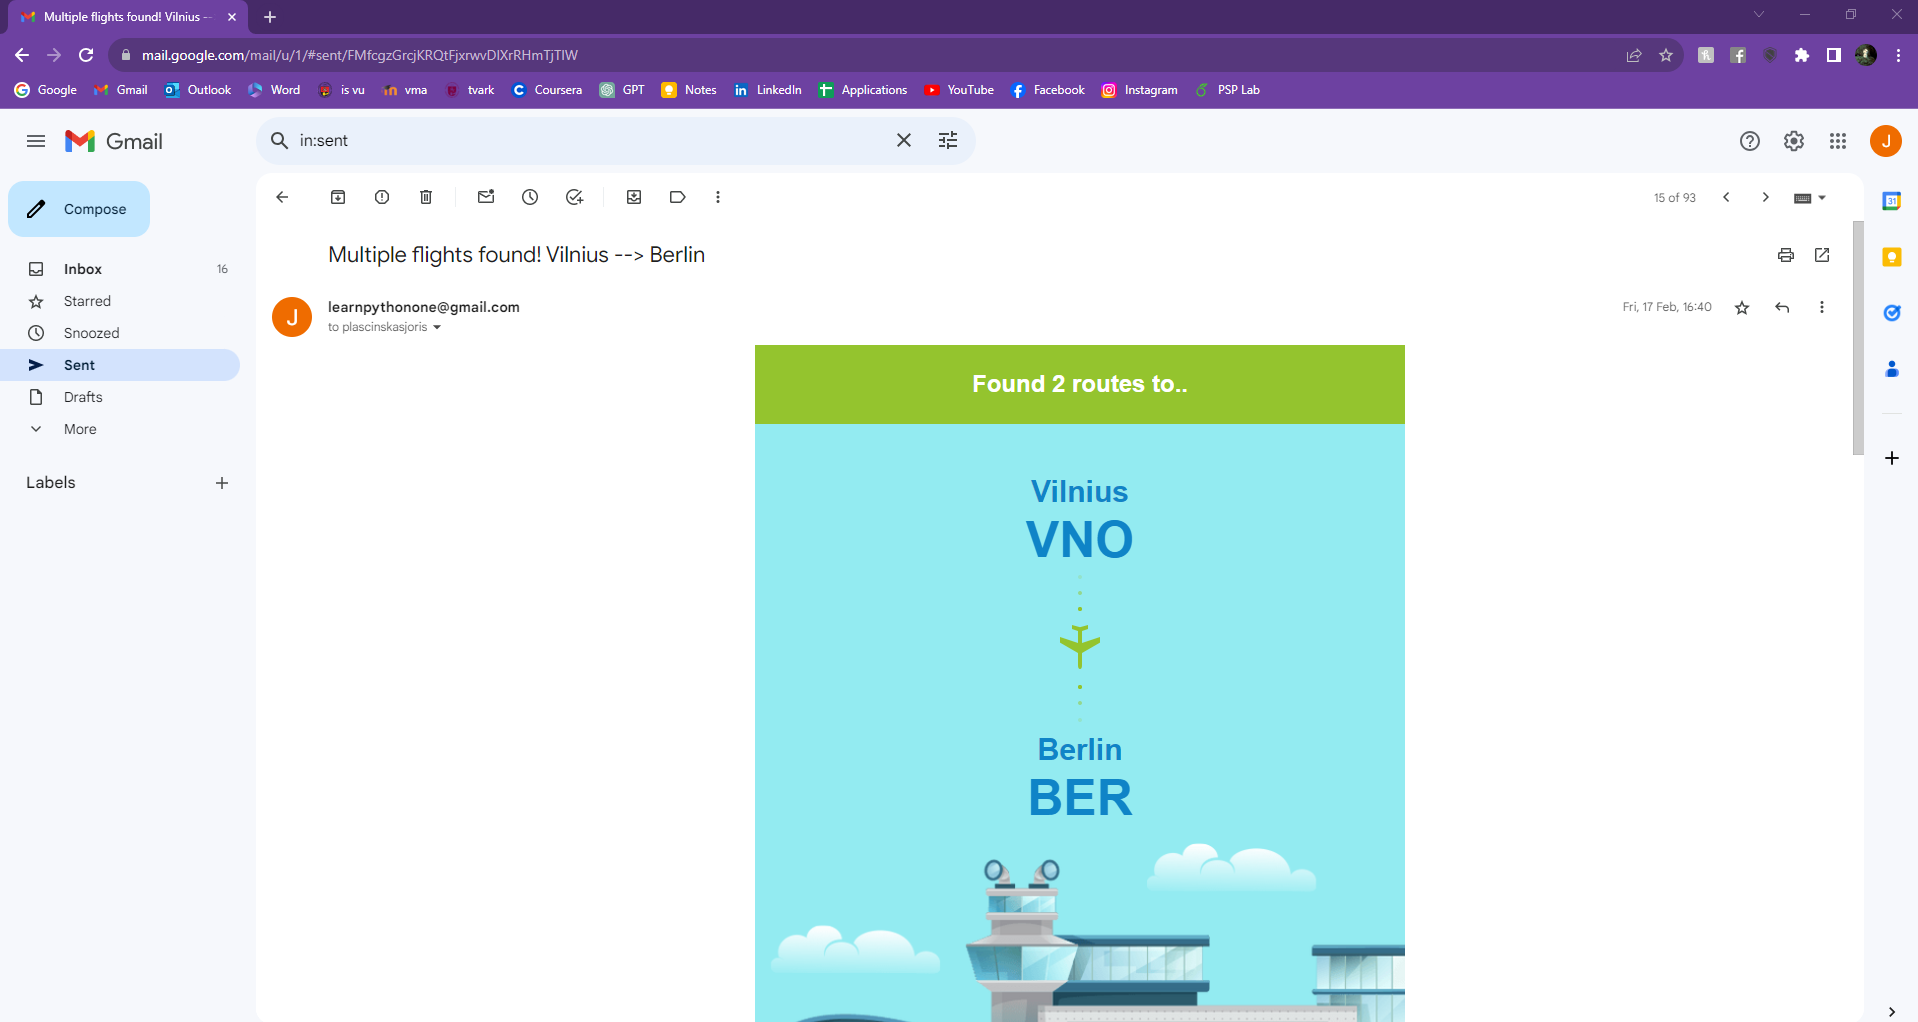 Multiple flights found! Vilnius --
mail.google.com/mail/u/1/#sent/FMfcgzGrcjKRQtFjxrwvDlXrRHmTjTlW
Google Gmail Outlook Word is vu vma tvark Coursera GPT Notes LinkedIn Applications YouTube Facebook Instagram PSP Lab
Gmail
in:sent
J
Compose
15 of 93
31
Inbox 16
Starred
Snoozed
Sent
Drafts
More
Labels
Multiple flights found! Vilnius --> Berlin
J
learnpythonone@gmail.com
Fri, 17 Feb, 16:40
to plascinskasjoris
Found 2 routes to..
Vilnius
VNO
Berlin
BER